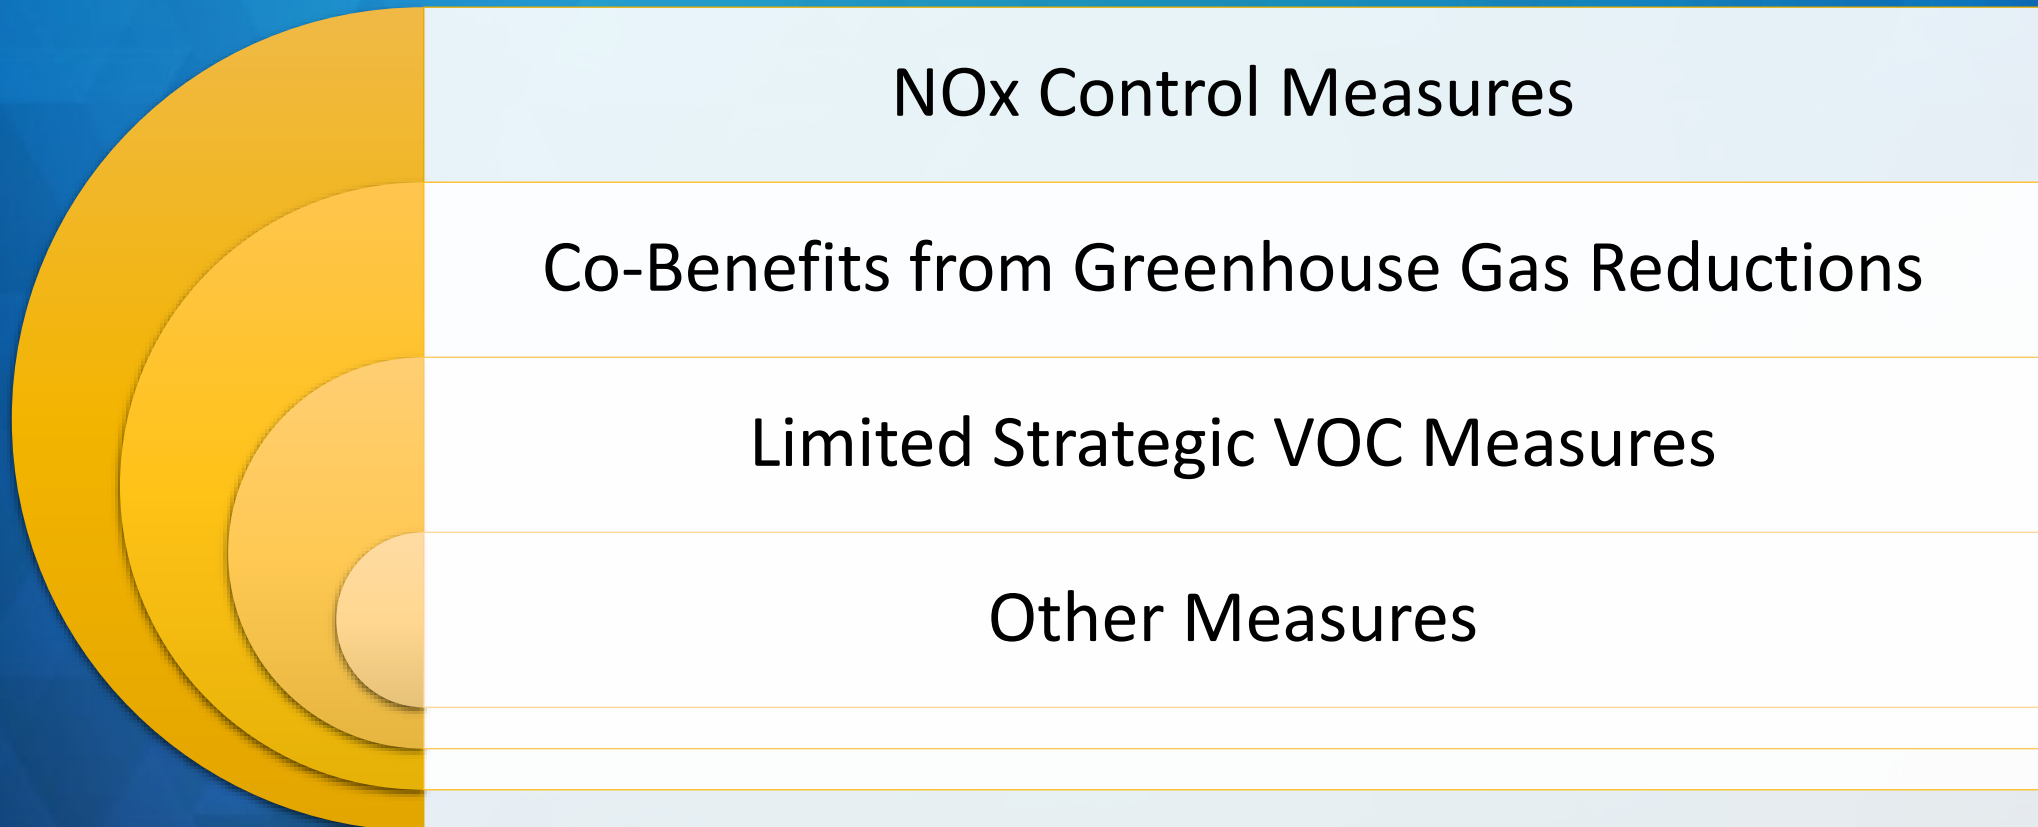 NOx Control Measures
Co-Benefits from Greenhouse Gas Reductions
Limited Strategic VOC Measures
Other Measures